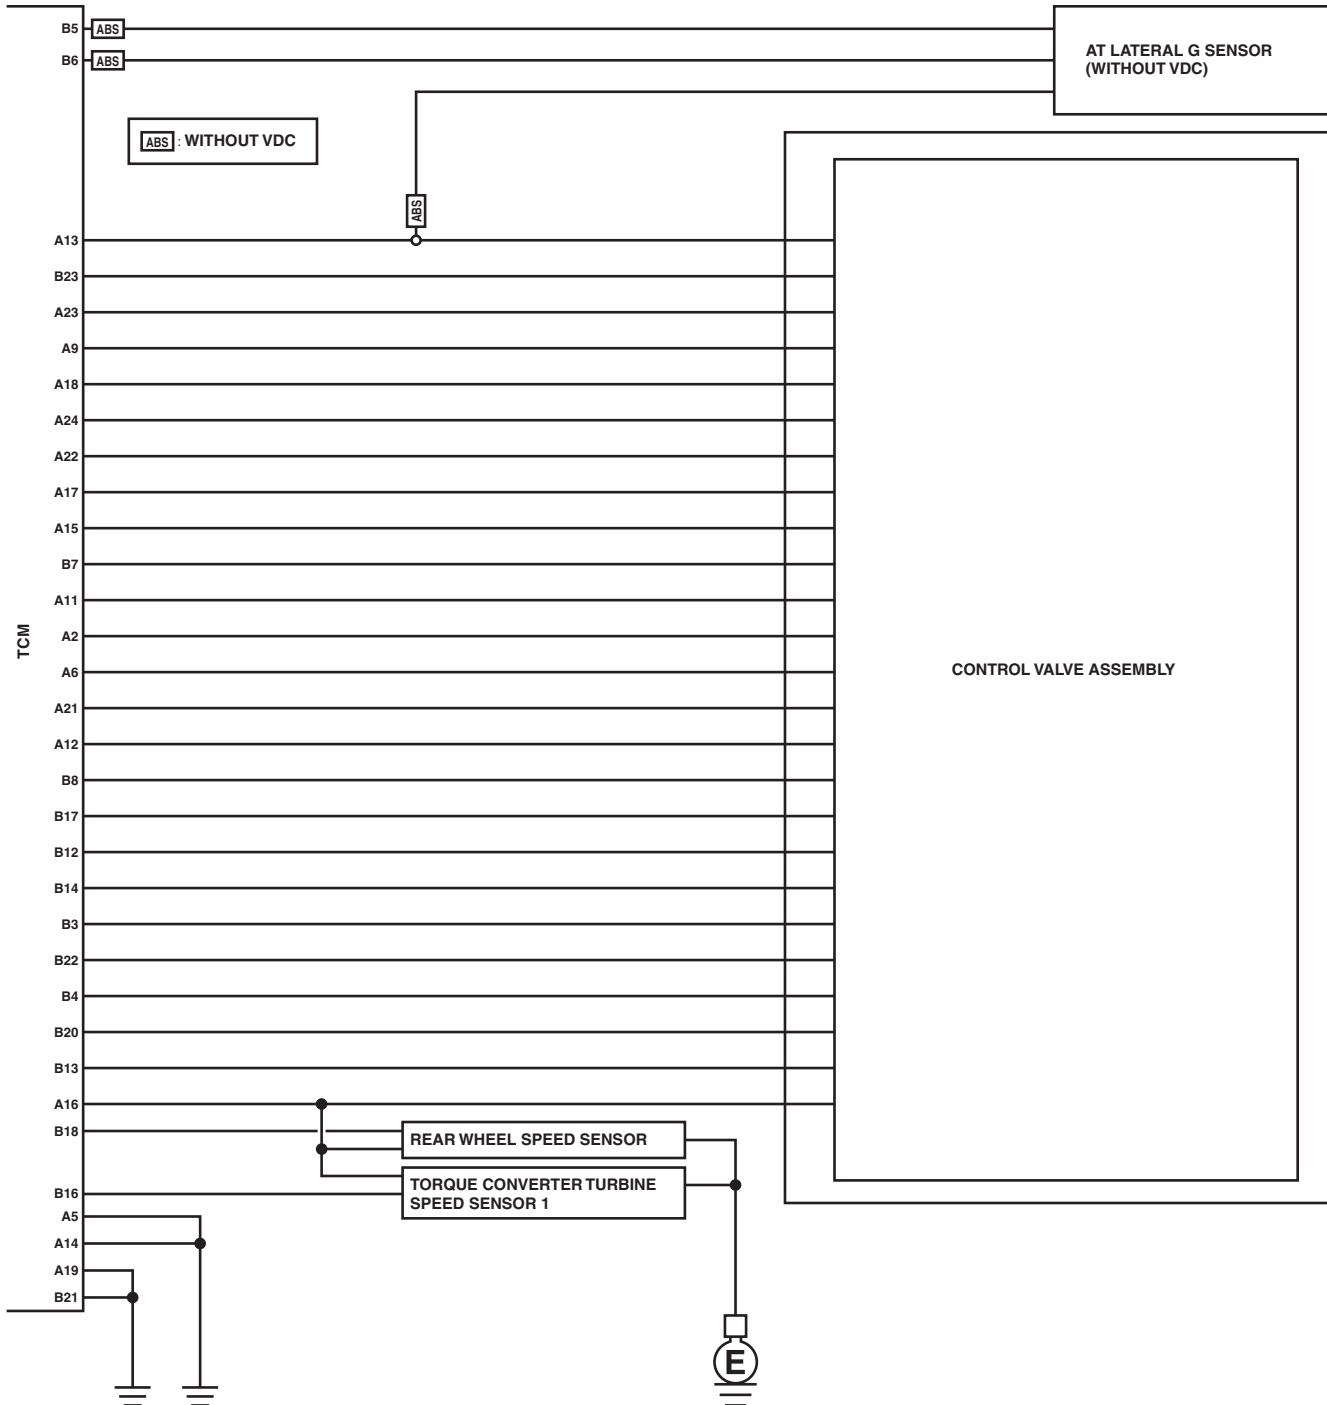 B5
ABS
B6
ABS
AT LATERAL G SENSOR
(WITHOUT VDC)
ABS : WITHOUT VDC
ABS
A13
B23
A23
A9
A18
A24
A22
A17
A15
B7
A11
A2
TCM
A6
CONTROL VALVE ASSEMBLY
A21
A12
B8
B17
B12
B14
B3
B22
B4
B20
B13
A16
B18
REAR WHEEL SPEED SENSOR
TORQUE CONVERTER TURBINE
SPEED SENSOR 1
B16
A5
A14
A19
B21
E